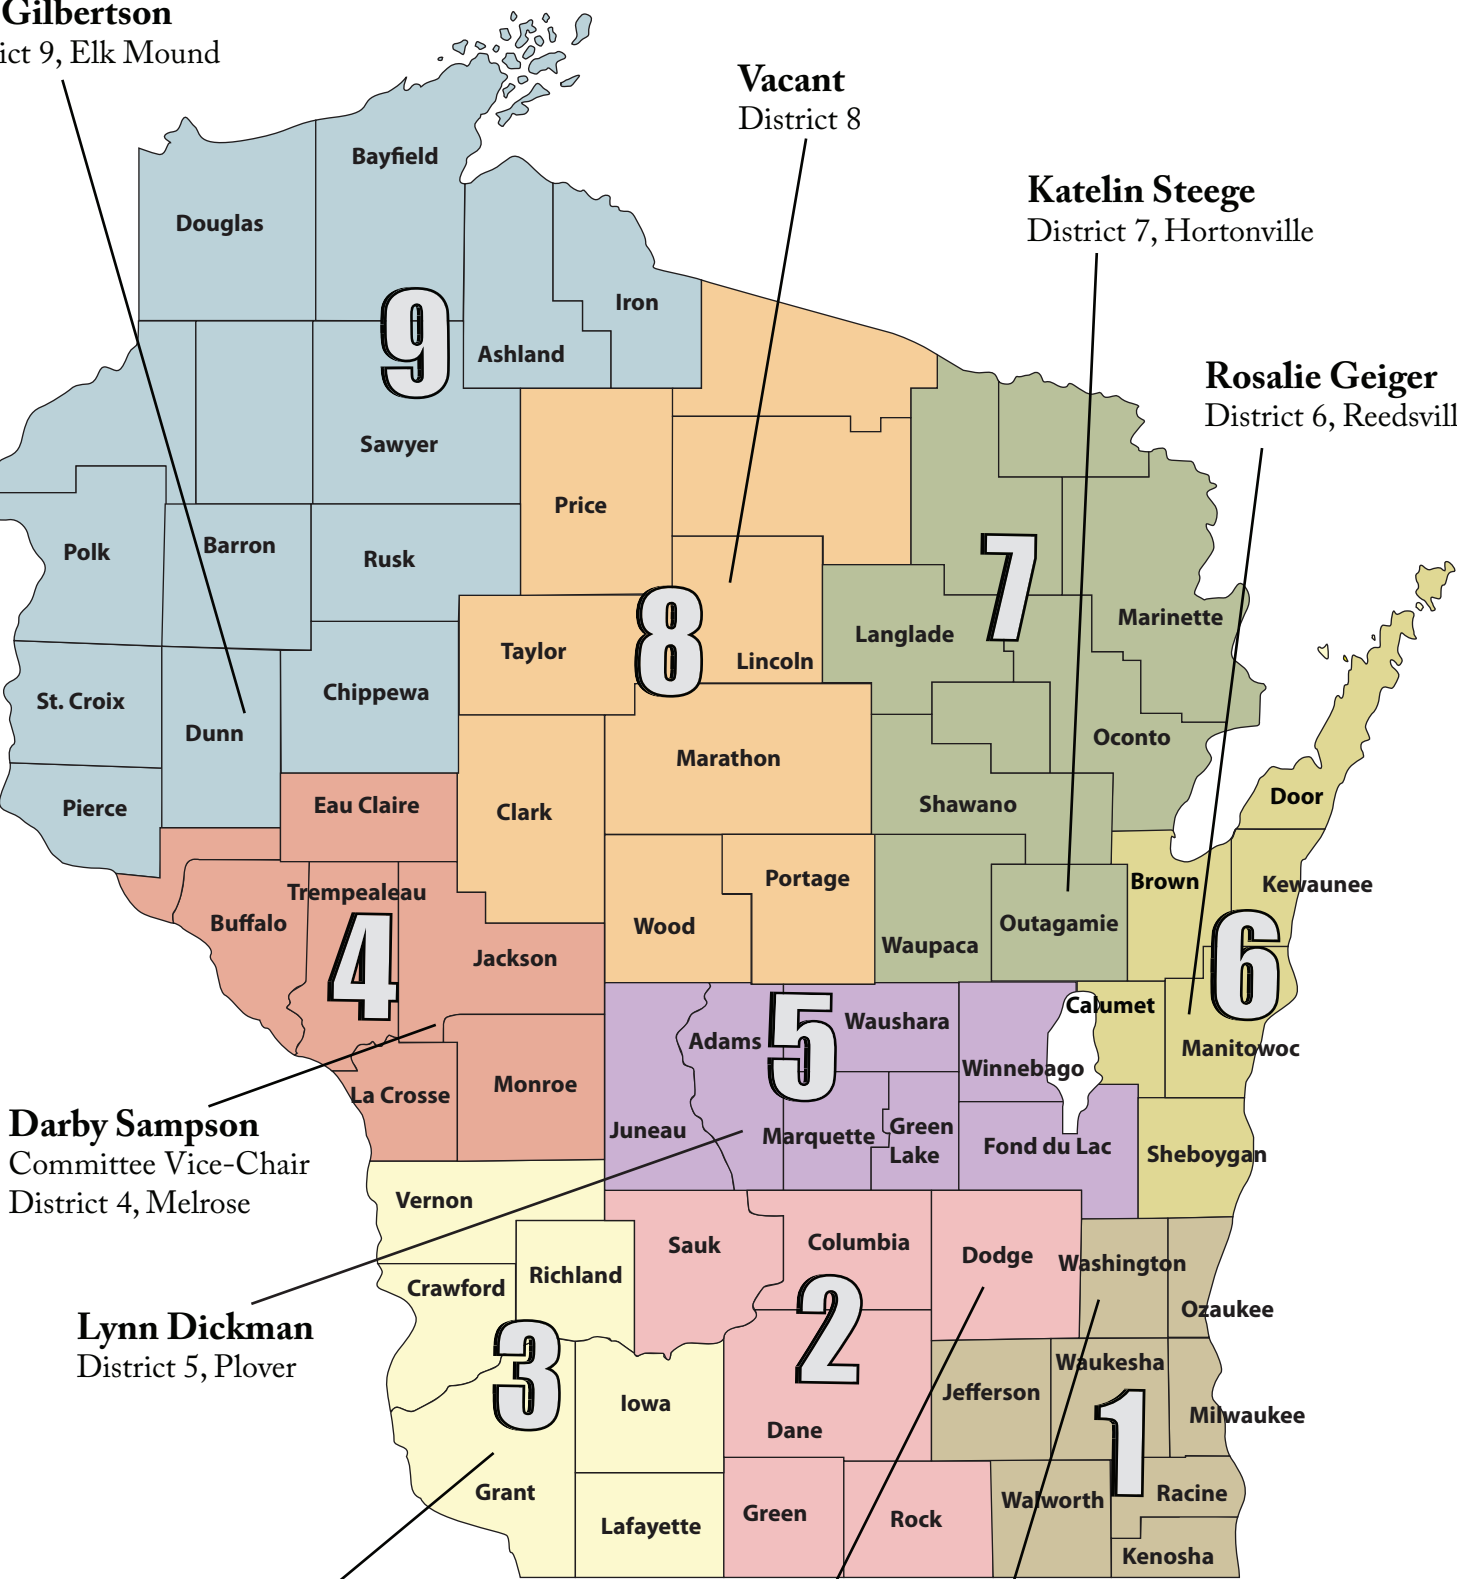 Gilbertson
ict 9, Elk Mound
Vacant
District 8
Katelin Steege
District 7, Hortonville
Rosalie Geiger
District 6, Reedsvill
Bayfield
Douglas
Iron
9
Ashland
Sawyer
Price
Polk
Barron
Rusk
7
Marinette
8
Langlade
Taylor
Lincoln
St. Croix
Chippewa
Dunn
Oconto
Marathon
Door
Pierce
Eau Claire
Clark
Shawano
Trempealeau
Portage
Brown
Kewaunee
Buffalo
Wood
Outagamie
Waupaca
4
Jackson
6
Calumet
5
Waushara
Adams
Manitowoc
Winnebago
Monroe
La Crosse
Darby Sampson
Committee Vice-Chair
District 4, Melrose
Juneau
Marquette
Green
Lake
Fond du Lac
Sheboygan
Vernon
Sauk
Columbia
Dodge
Washington
Richland
Crawford
Ozaukee
Lynn Dickman
District 5, Plover
2
3
Waukesha
Jefferson
Iowa
1
Milwaukee
Dane
Grant
Walworth
Racine
Green
Rock
Lafayette
Kenosha